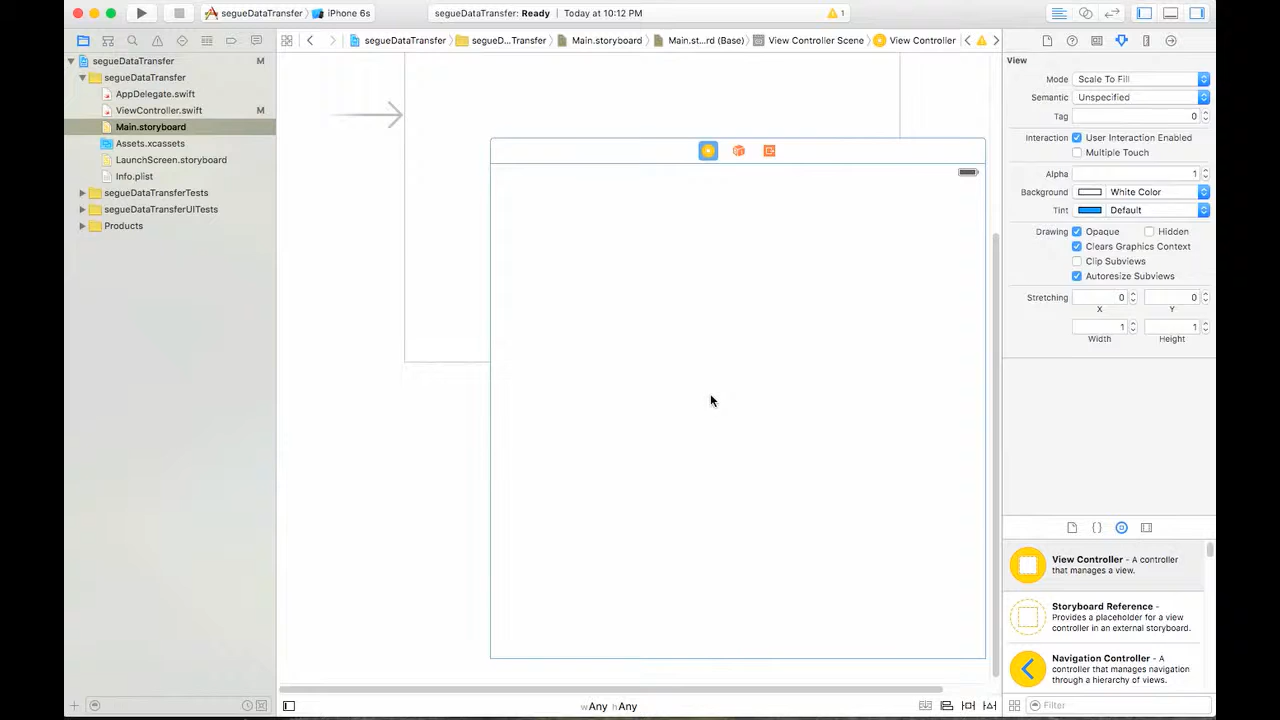 segueDataTransfer iPhone 6s
segueDataTransfer: Ready Today at 10:12 PM 1
segueDataTransfer segueD...Transfer Main.storyboard Main.st...rd (Base) View Controller Scene View Controller
segueDataTransfer M
segueDataTransfer
AppDelegate.swift
ViewController.swift M
Main.storyboard
Assets.xcassets
LaunchScreen.storyboard
Info.plist
segueDataTransferTests
segueDataTransferUITests
Products
wAny hAny
View
Mode Scale To Fill
Semantic Unspecified
Tag 0
Interaction User Interaction Enabled
Multiple Touch
Alpha 1
Background White Color
Tint Default
Drawing Opaque Hidden
Clears Graphics Context
Clip Subviews
Autoresize Subviews
Stretching 0 0
X Y
1 1
Width Height
View Controller - A controller
that manages a view.
Storyboard Reference -
Provides a placeholder for a view
controller in an external storyboard.
Navigation Controller - A
controller that manages navigation
through a hierarchy of views.
Filter